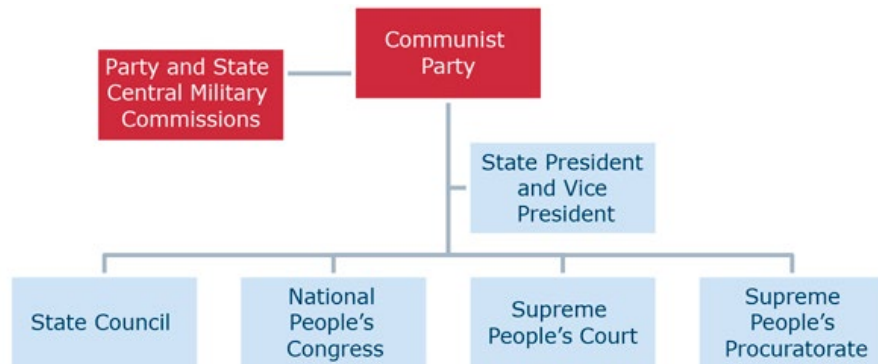 Communist
Party
Party and State
Central Military
Commissions
State President
and Vice
President
State Council
National
People's
Congress
Supreme
People's Court
Supreme
People's
Procuratorate